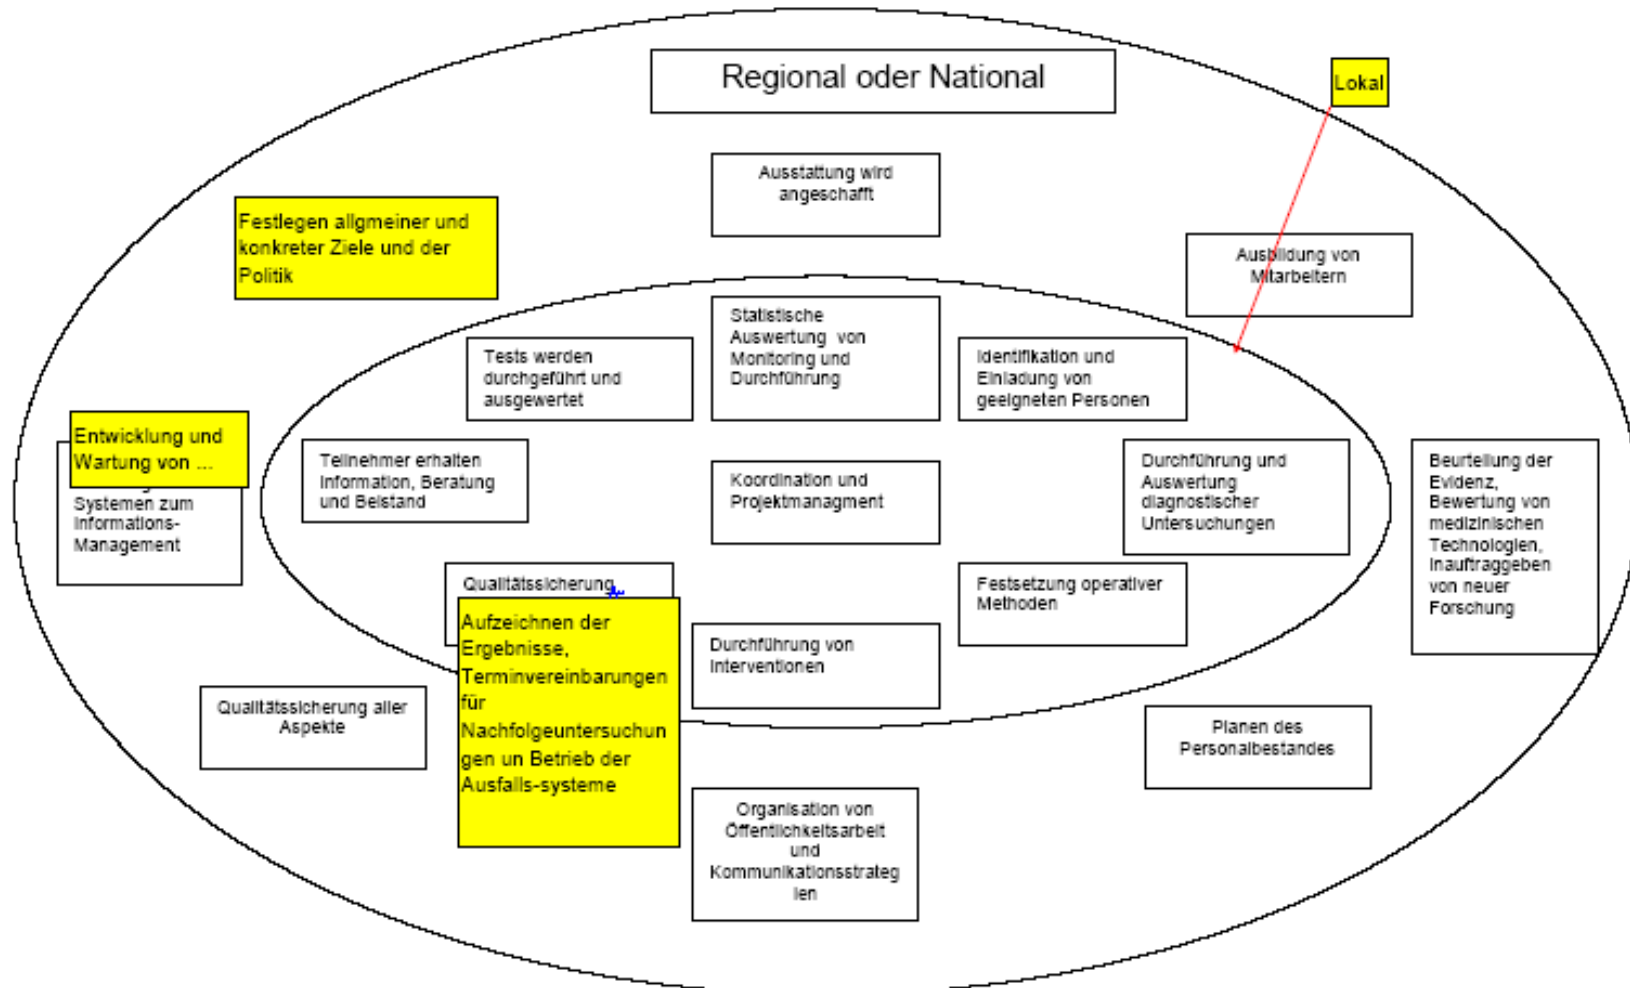 Regional oder National
Lokal
Ausstattung wird
angeschafft
Festlegen allgmeiner und
konkreter Ziele und der
Politik
Ausbildung von
Mitarbeitern
Statistische
Auswertung von
Monitoring und
Durchführung
Tests werden
durchgeführt und
ausgewertet
Identifikation und
Einladung von
geeigneten Personen
Entwicklung und
Wartung von ...
Systemen zum
Informations-
Management
Teilnehmer erhalten
Information, Beratung
und Beistand
Koordination und
Projektmanagment
Durchführung und
Auswertung
diagnostischer
Untersuchungen
Beurteilung der
Evidenz,
Bewertung von
medizinischen
Technologien,
Inauftraggeben
von neuer
Forschung
Qualitätssicherung
Aufzeichnen der
Ergebnisse,
Terminvereinbarungen
für
Nachfolgeuntersuchun
gen un Betrieb der
Ausfalls-systeme
Durchführung von
Interventionen
Festsetzung operativer
Methoden
Qualitätssicherung aller
Aspekte
Planen des
Personalbestandes
Organisation von
Öffentlichkeitsarbeit
und
Kommunikationsstrateg
ien